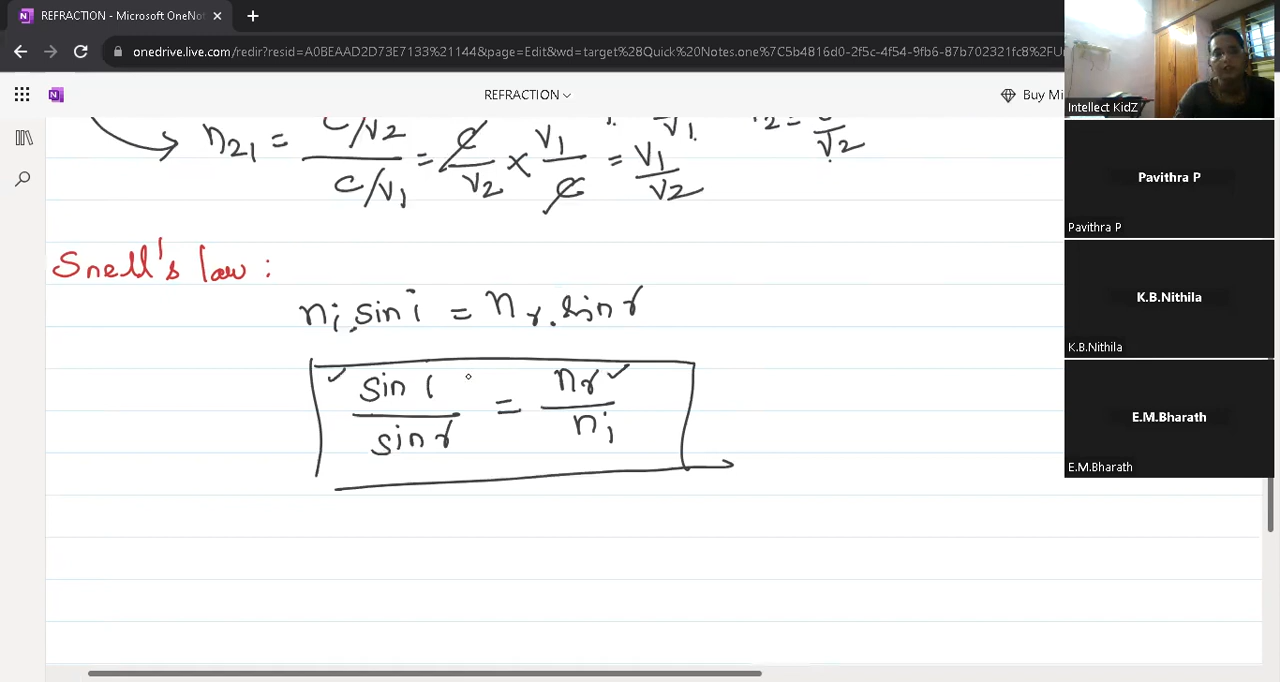 REFRACTION - Microsoft OneNot
onedrive.live.com/redir?resid=A0BEAAD2D73E7133%21144&page=Edit&wd=target%28Quick%20Notes.one%7C5b4816d0-2f5c-4f54-9fb6-87b702321fc8%2FU
REFRACTION
Buy Mi
Intellect KidZ
Pavithra P
Pavithra P
K.B.Nithila
K.B.Nithila
E.M.Bharath
E.M.Bharath
n21 = C/V2 / C/V1 = C/V2 × V1/C = V1/V2
Snell's law :
ni.sin i = nr.sin r
sin i / sin r = nr / ni